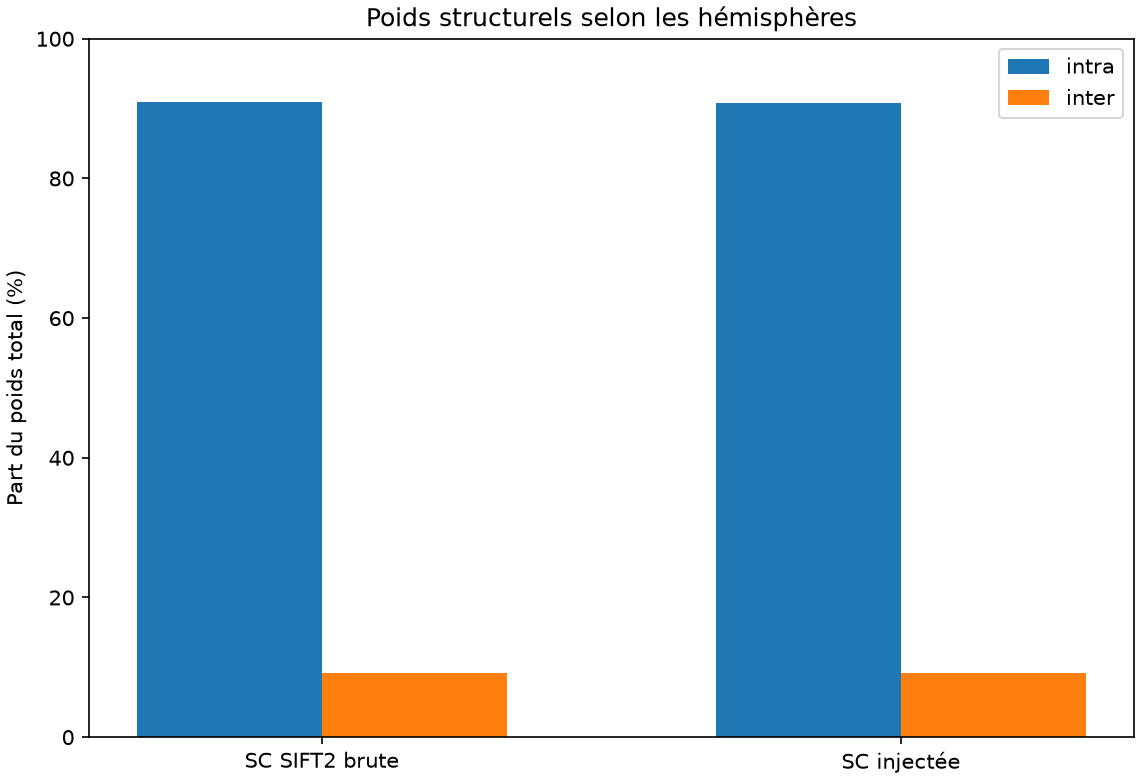 Poids structurels selon les hémisphères
100
80
60
40
20
0
Part du poids total (%)
intra
inter
SC SIFT2 brute
SC injectée